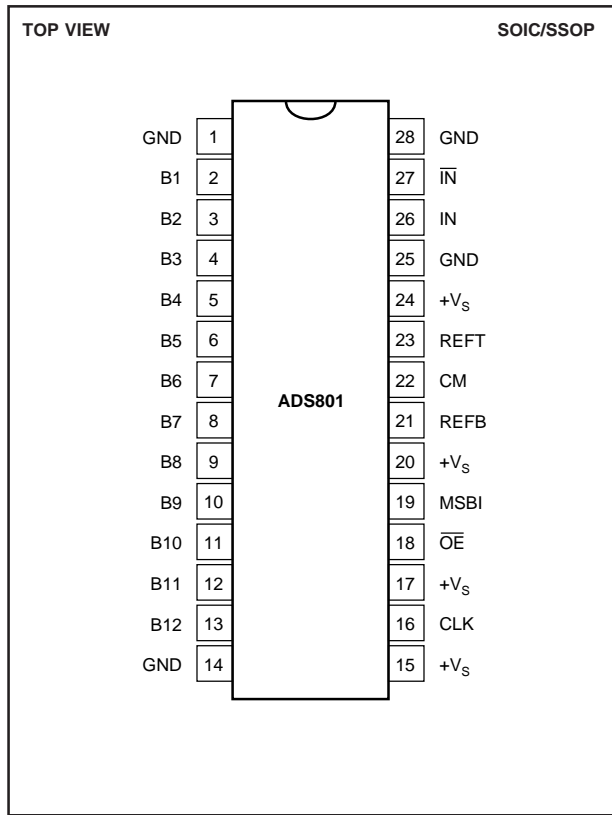 TOP VIEW SOIC/SSOP
GND 1 28 GND
B1 2 27 I̅N̅
B2 3 26 IN
B3 4 25 GND
B4 5 24 +VS
B5 6 23 REFT
B6 7 22 CM
ADS801
B7 8 21 REFB
B8 9 20 +VS
B9 10 19 MSBI
B10 11 18 O̅E̅
B11 12 17 +VS
B12 13 16 CLK
GND 14 15 +VS